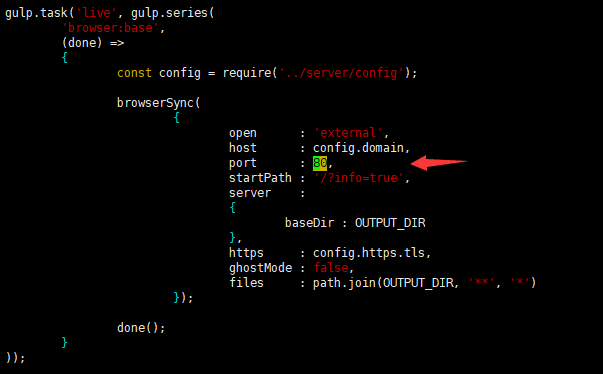 gulp.task('live', gulp.series(
'browser:base',
(done) =>
{
const config = require('../server/config');
browserSync(
{
open : 'external',
host : config.domain,
port : 80,
startPath : '/?info=true',
server :
{
baseDir : OUTPUT_DIR
},
https : config.https.tls,
ghostMode : false,
files : path.join(OUTPUT_DIR, '**', '*')
});
done();
}
));